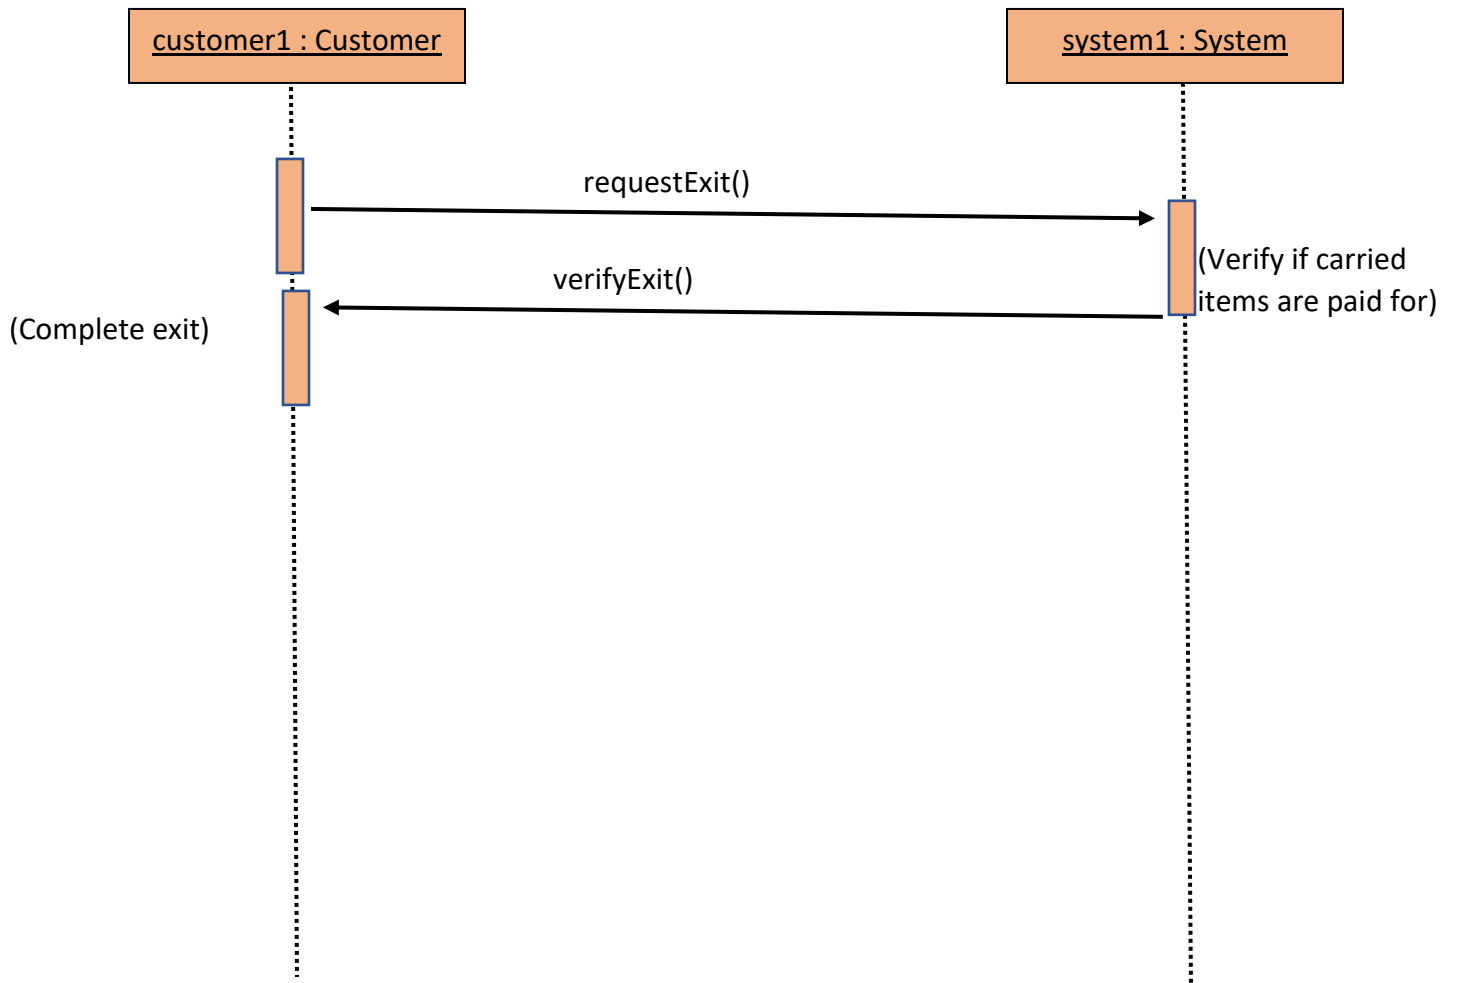 customer1 : Customer
system1 : System
requestExit()
(Verify if carried
items are paid for)
verifyExit()
(Complete exit)